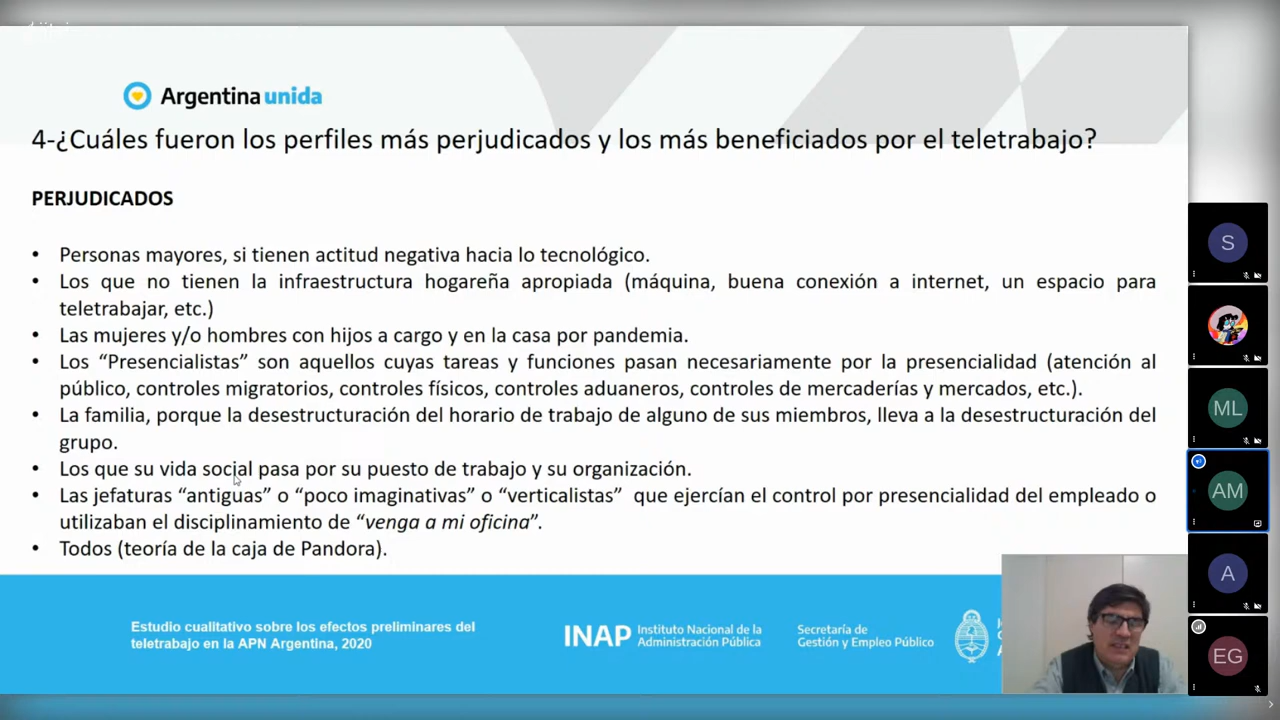 Argentina unida
4-¿Cuáles fueron los perfiles más perjudicados y los más beneficiados por el teletrabajo?
PERJUDICADOS
• Personas mayores, si tienen actitud negativa hacia lo tecnológico.
• Los que no tienen la infraestructura hogareña apropiada (máquina, buena conexión a internet, un espacio para
teletrabajar, etc.)
• Las mujeres y/o hombres con hijos a cargo y en la casa por pandemia.
• Los “Presencialistas” son aquellos cuyas tareas y funciones pasan necesariamente por la presencialidad (atención al
público, controles migratorios, controles físicos, controles aduaneros, controles de mercaderías y mercados, etc.).
• La familia, porque la desestructuración del horario de trabajo de alguno de sus miembros, lleva a la desestructuración del
grupo.
• Los que su vida social pasa por su puesto de trabajo y su organización.
• Las jefaturas “antiguas” o “poco imaginativas” o “verticalistas” que ejercían el control por presencialidad del empleado o
utilizaban el disciplinamiento de “venga a mi oficina”.
• Todos (teoría de la caja de Pandora).
Estudio cualitativo sobre los efectos preliminares del
teletrabajo en la APN Argentina, 2020
INAP Instituto Nacional de la
Administración Pública
Secretaría de
Gestión y Empleo Público
S
ML
AM
A
EG